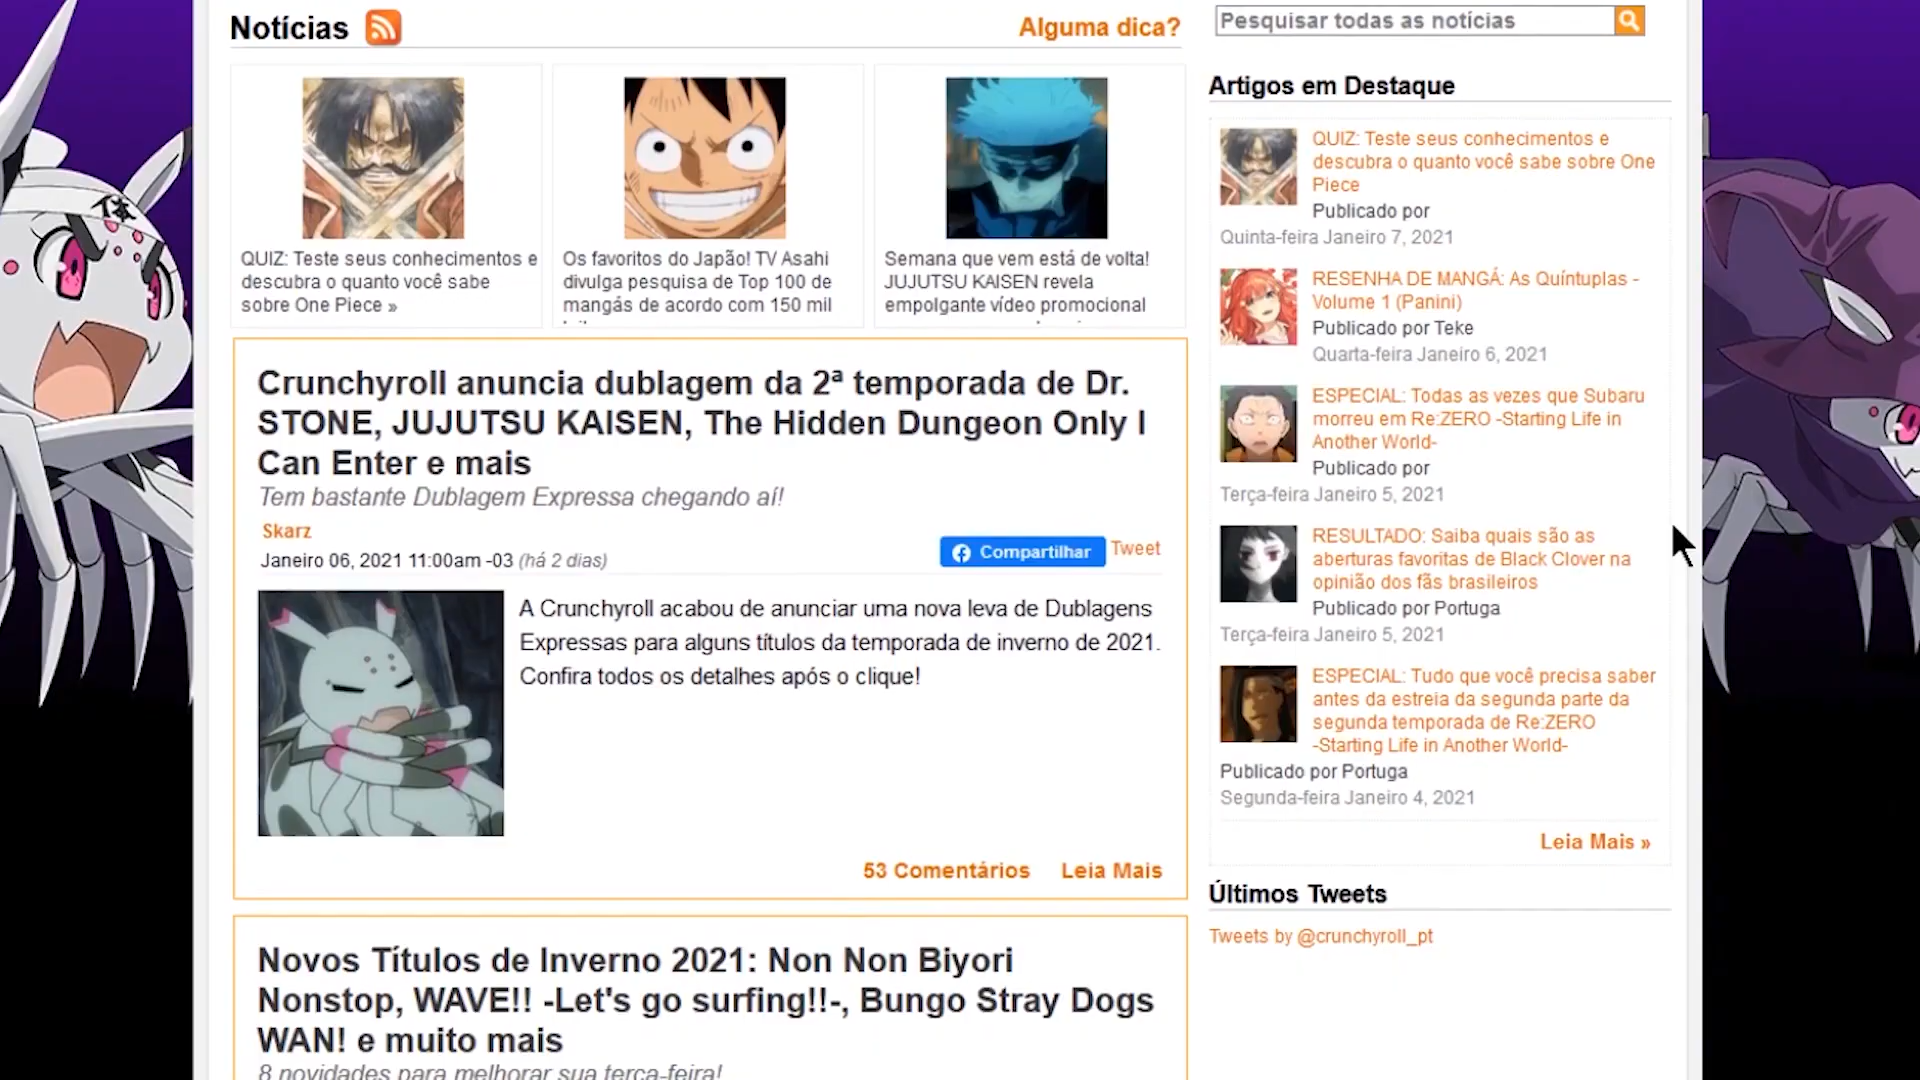 Notícias
Alguma dica?
Pesquisar todas as notícias
QUIZ: Teste seus conhecimentos e
descubra o quanto você sabe
sobre One Piece »
Os favoritos do Japão! TV Asahi
divulga pesquisa de Top 100 de
mangás de acordo com 150 mil
Semana que vem está de volta!
JUJUTSU KAISEN revela
empolgante vídeo promocional
Crunchyroll anuncia dublagem da 2ª temporada de Dr.
STONE, JUJUTSU KAISEN, The Hidden Dungeon Only I
Can Enter e mais
Tem bastante Dublagem Expressa chegando aí!
Skarz
Janeiro 06, 2021 11:00am -03 (há 2 dias)
Compartilhar
Tweet
A Crunchyroll acabou de anunciar uma nova leva de Dublagens
Expressas para alguns títulos da temporada de inverno de 2021.
Confira todos os detalhes após o clique!
53 Comentários
Leia Mais
Novos Títulos de Inverno 2021: Non Non Biyori
Nonstop, WAVE!! -Let's go surfing!!-, Bungo Stray Dogs
WAN! e muito mais
8 novidades para melhorar sua terça-feira!
Artigos em Destaque
QUIZ: Teste seus conhecimentos e
descubra o quanto você sabe sobre One
Piece
Publicado por
Quinta-feira Janeiro 7, 2021
RESENHA DE MANGÁ: As Quíntuplas -
Volume 1 (Panini)
Publicado por Teke
Quarta-feira Janeiro 6, 2021
ESPECIAL: Todas as vezes que Subaru
morreu em Re:ZERO -Starting Life in
Another World-
Publicado por
Terça-feira Janeiro 5, 2021
RESULTADO: Saiba quais são as
aberturas favoritas de Black Clover na
opinião dos fãs brasileiros
Publicado por Portuga
Terça-feira Janeiro 5, 2021
ESPECIAL: Tudo que você precisa saber
antes da estreia da segunda parte da
segunda temporada de Re:ZERO
-Starting Life in Another World-
Publicado por Portuga
Segunda-feira Janeiro 4, 2021
Leia Mais »
Últimos Tweets
Tweets by @crunchyroll_pt